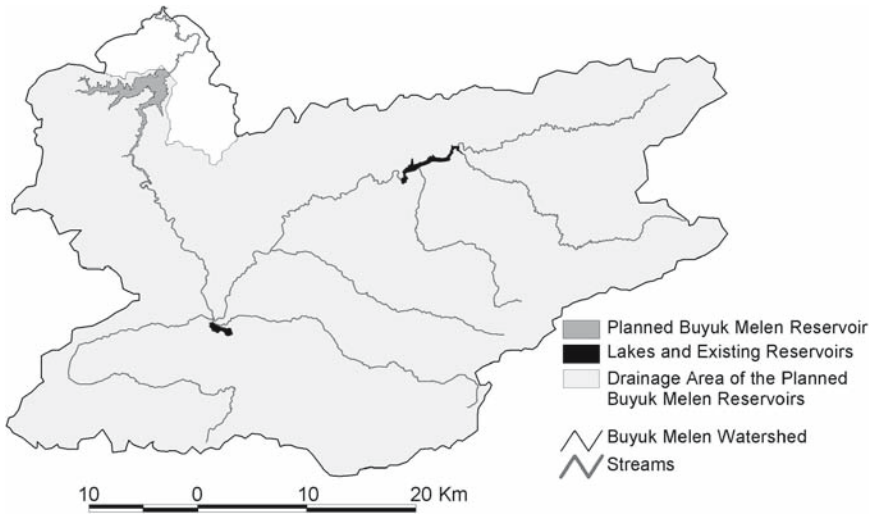 Planned Buyuk Melen Reservoir
Lakes and Existing Reservoirs
Drainage Area of the Planned
Buyuk Melen Reservoirs
Buyuk Melen Watershed
Streams
10 0 10 20 Km